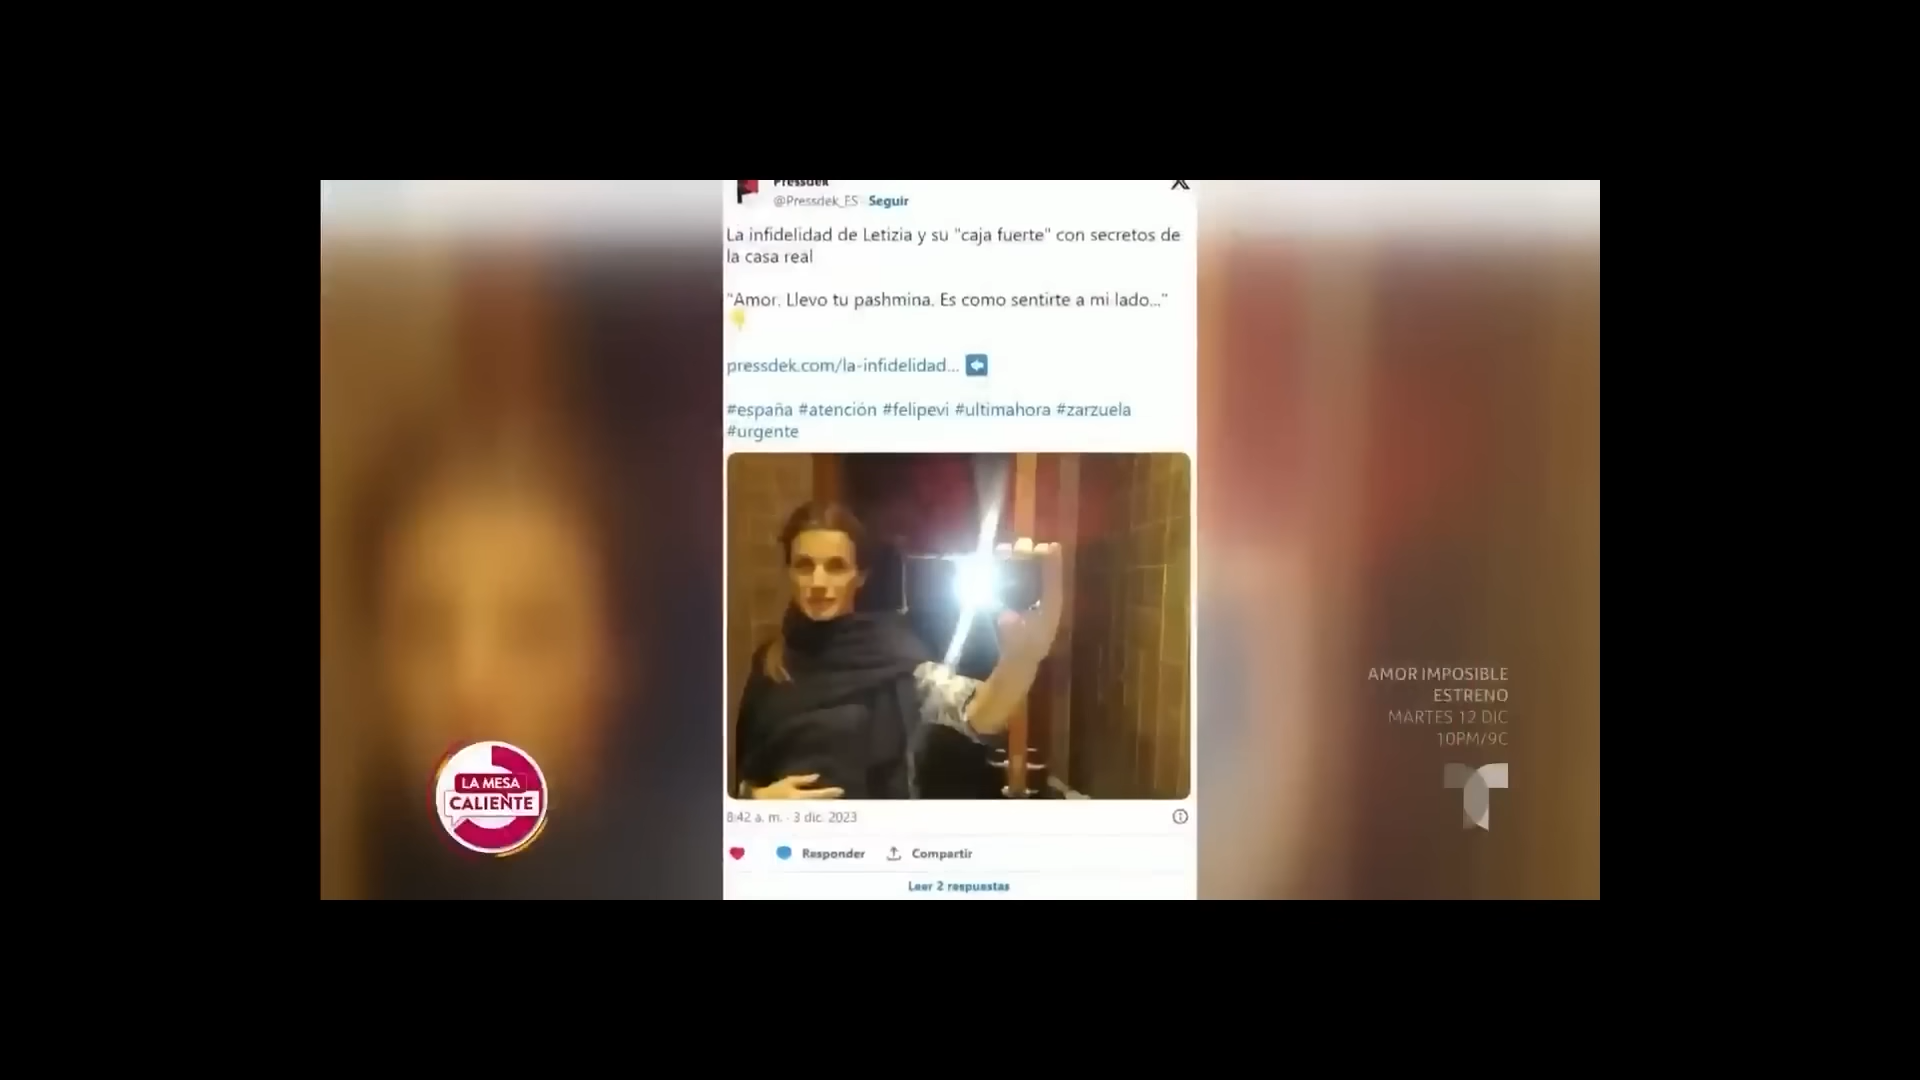 Pressdek
@Pressdek_ES Seguir
La infidelidad de Letizia y su "caja fuerte" con secretos de
la casa real
"Amor. Llevo tu pashmina. Es como sentirte a mi lado..."
pressdek.com/la-infidelidad...
#españa #atención #felipevi #ultimahora #zarzuela
#urgente
8:42 a. m. · 3 dic. 2023
Responder Compartir
Leer 2 respuestas
LA MESA
CALIENTE
AMOR IMPOSIBLE
ESTRENO
MARTES 12 DIC
10PM/9C